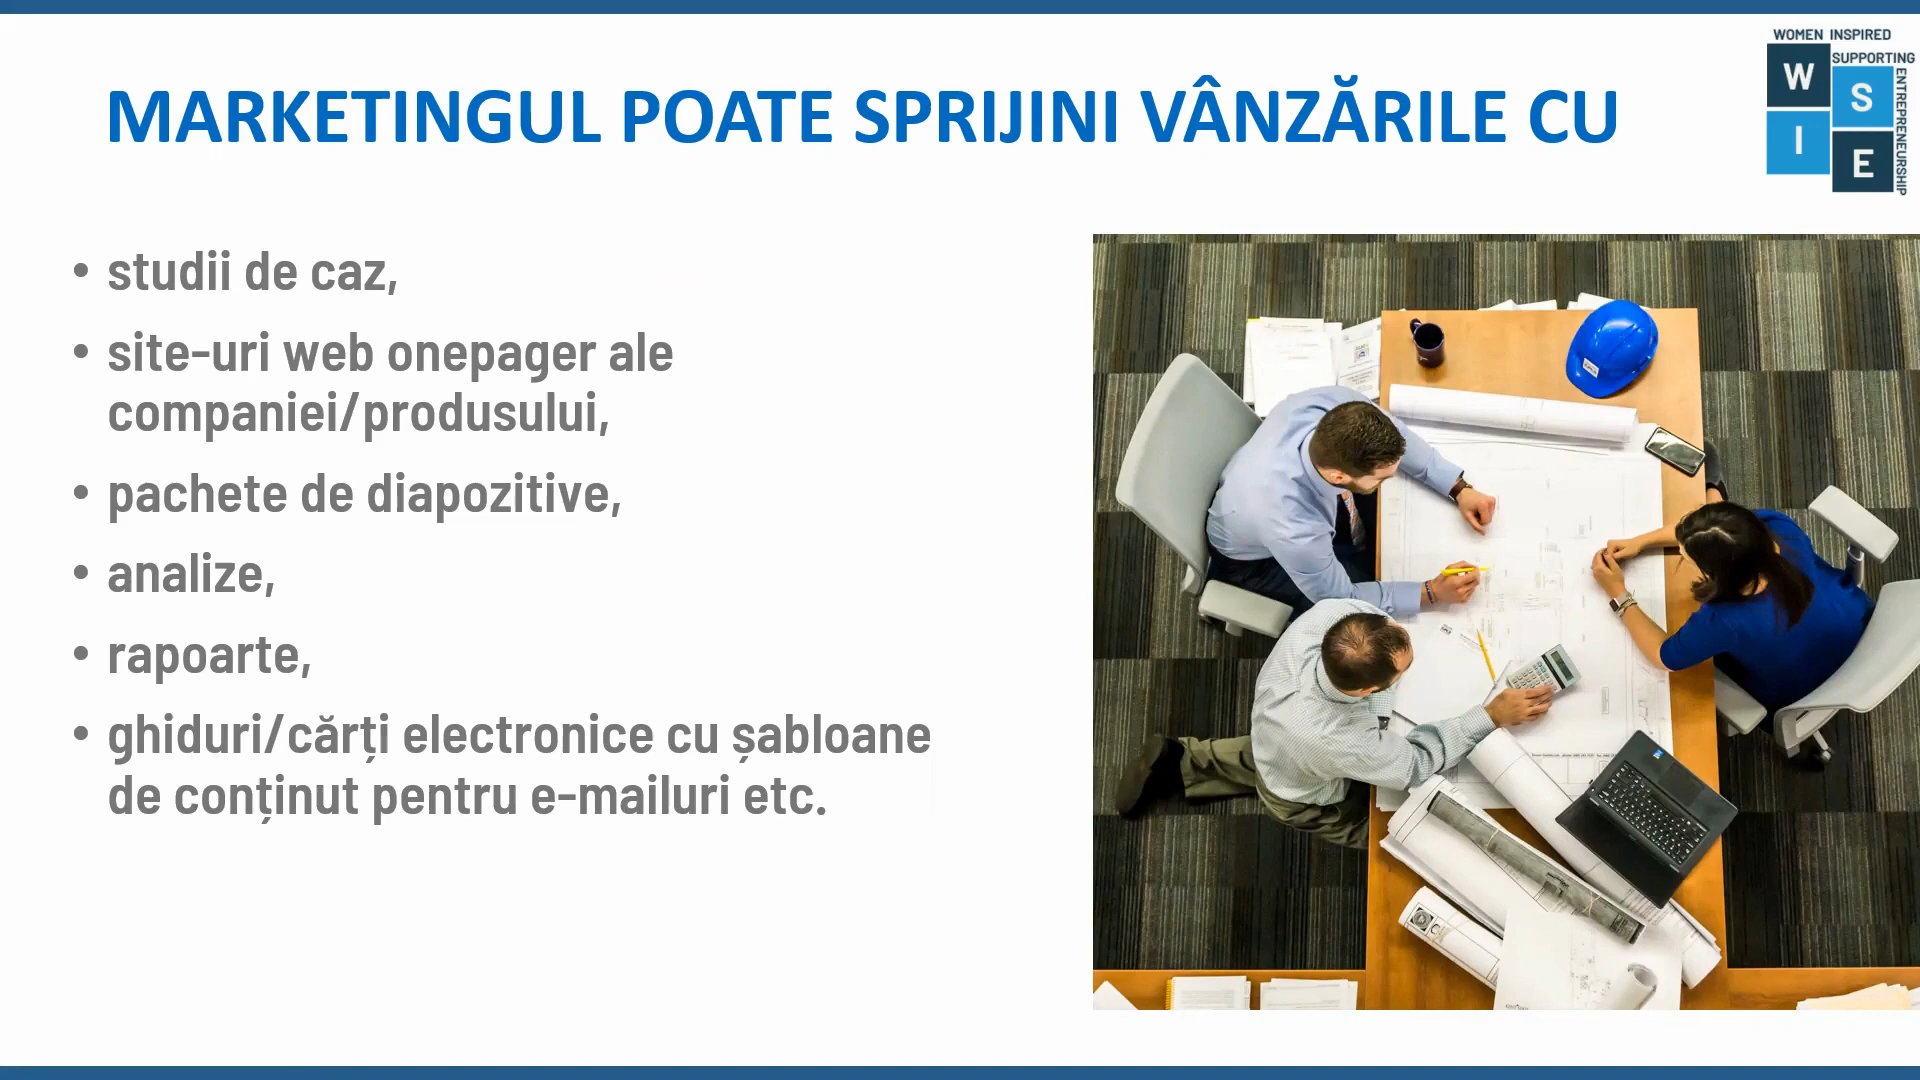 WOMEN INSPIRED
SUPPORTING
ENTREPRENEURSHIP
W
S
I
E
MARKETINGUL POATE SPRIJINI VÂNZĂRILE CU
• studii de caz,
• site-uri web onepager ale
companiei/produsului,
• pachete de diapozitive,
• analize,
• rapoarte,
• ghiduri/cărți electronice cu șabloane
de conținut pentru e-mailuri etc.